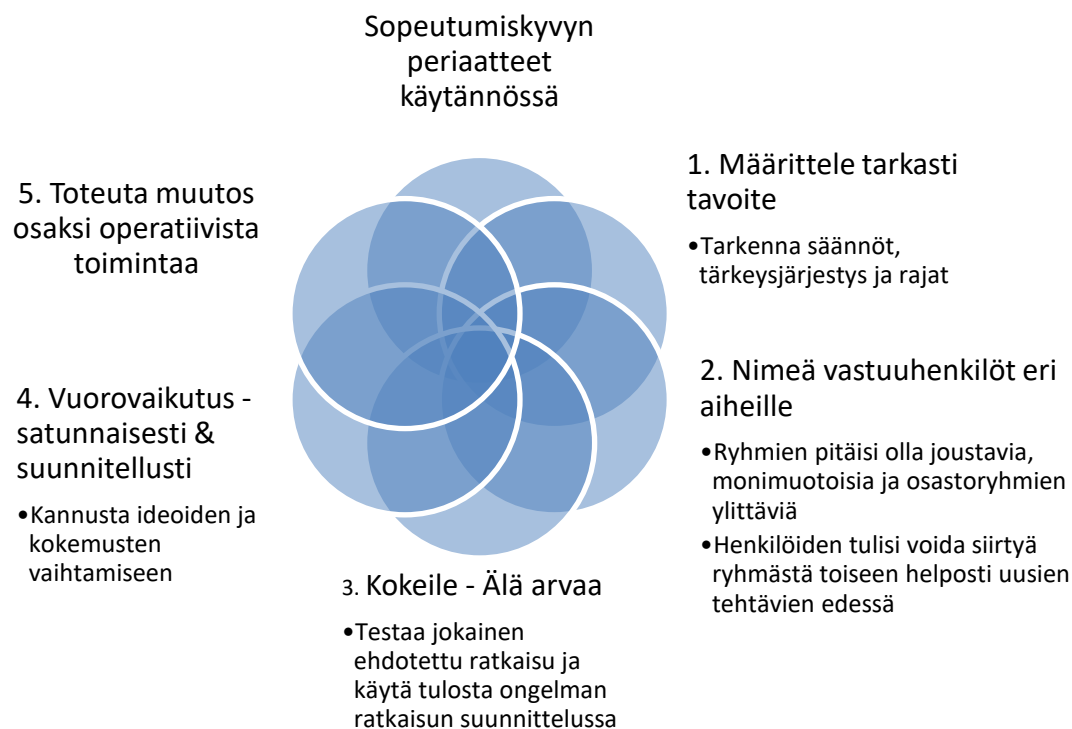 Sopeutumiskyvyn
periaatteet
käytännössä
1. Määrittele tarkasti
tavoite
•Tarkenna säännöt,
tärkeysjärjestys ja rajat
2. Nimeä vastuuhenkilöt eri
aiheille
•Ryhmien pitäisi olla joustavia,
monimuotoisia ja osastoryhmien
ylittäviä
•Henkilöiden tulisi voida siirtyä
ryhmästä toiseen helposti uusien
tehtävien edessä
3. Kokeile - Älä arvaa
•Testaa jokainen
ehdotettu ratkaisu ja
käytä tulosta ongelman
ratkaisun suunnittelussa
4. Vuorovaikutus -
satunnaisesti &
suunnitellusti
•Kannusta ideoiden ja
kokemusten
vaihtamiseen
5. Toteuta muutos
osaksi operatiivista
toimintaa